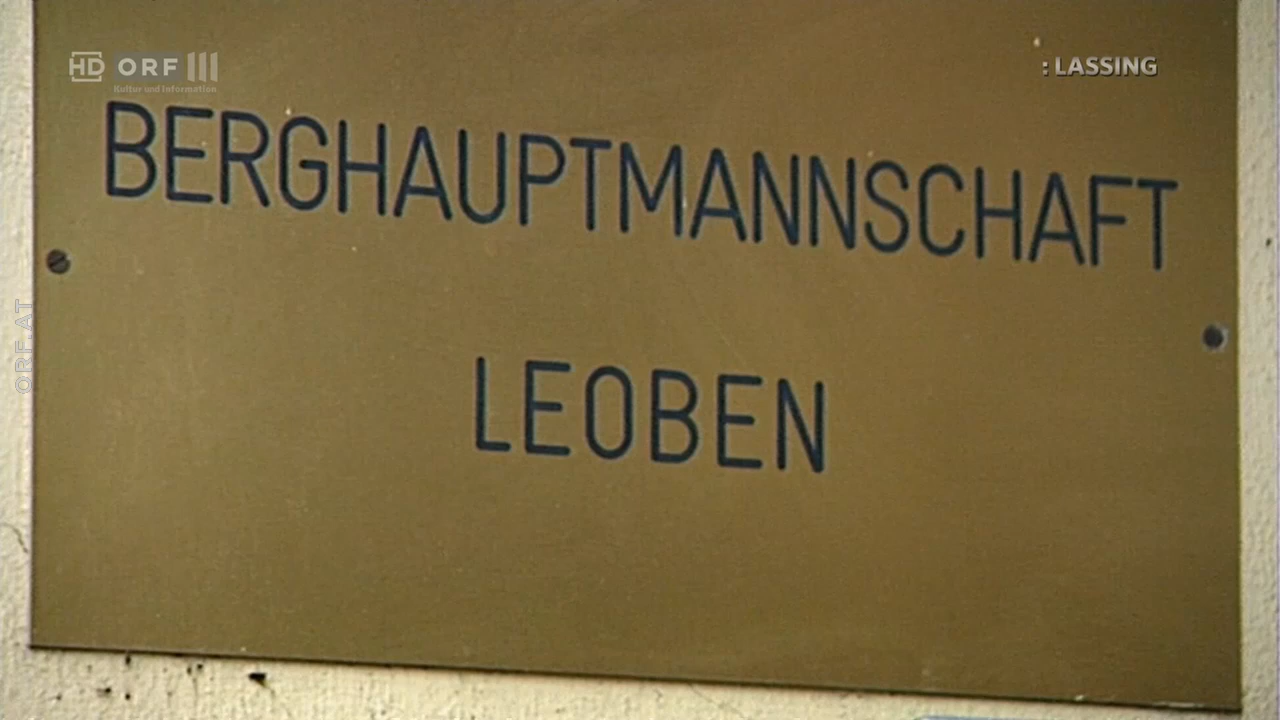 HD ORF III
Kultur und Information
: LASSING
BERGHAUPTMANNSCHAFT
LEOBEN
ORF.AT